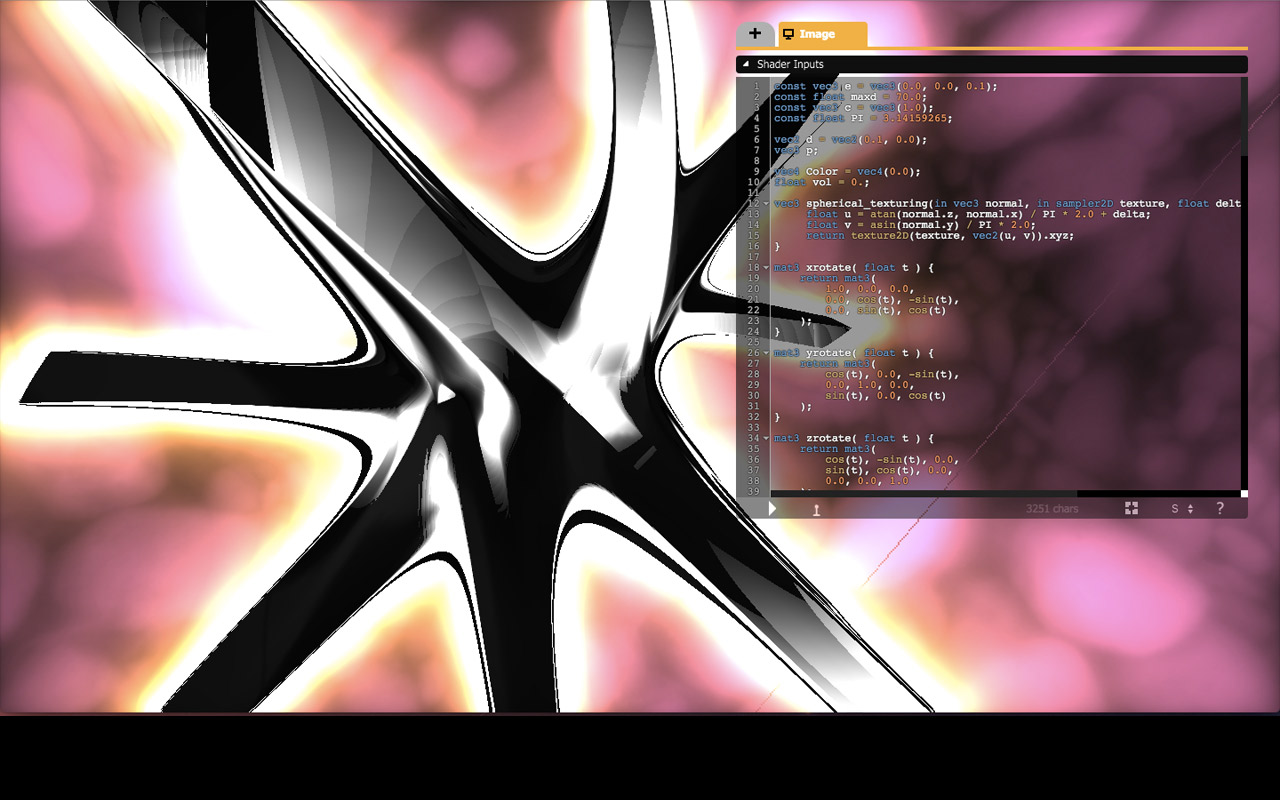 + Image
Shader Inputs
1 const vec3 e = vec3(0.0, 0.0, 0.1);
2 const float maxd = 70.0;
3 const vec3 c = vec3(1.0);
4 const float PI = 3.14159265;
5
6 d = vec2(0.1, 0.0);
7 p;
8
9 vec4 Color = vec4(0.0);
10 float vol = 0.;
11
12 vec3 spherical_texturing(in vec3 normal, in sampler2D texture, float delt
13 float u = atan(normal.z, normal.x) / PI * 2.0 + delta;
14 float v = asin(normal.y) / PI * 2.0;
15 return texture2D(texture, vec2(u, v)).xyz;
16 }
17
18 mat3 xrotate( float t ) {
19 return mat3(
20 1.0, 0.0, 0.0,
21 0.0, cos(t), -sin(t),
22 0.0, sin(t), cos(t)
23 );
24 }
25
26 mat3 yrotate( float t ) {
27 return mat3(
28 cos(t), 0.0, -sin(t),
29 0.0, 1.0, 0.0,
30 sin(t), 0.0, cos(t)
31 );
32 }
33
34 mat3 zrotate( float t ) {
35 return mat3(
36 cos(t), -sin(t), 0.0,
37 sin(t), cos(t), 0.0,
38 0.0, 0.0, 1.0
39 );
3251 chars S ?